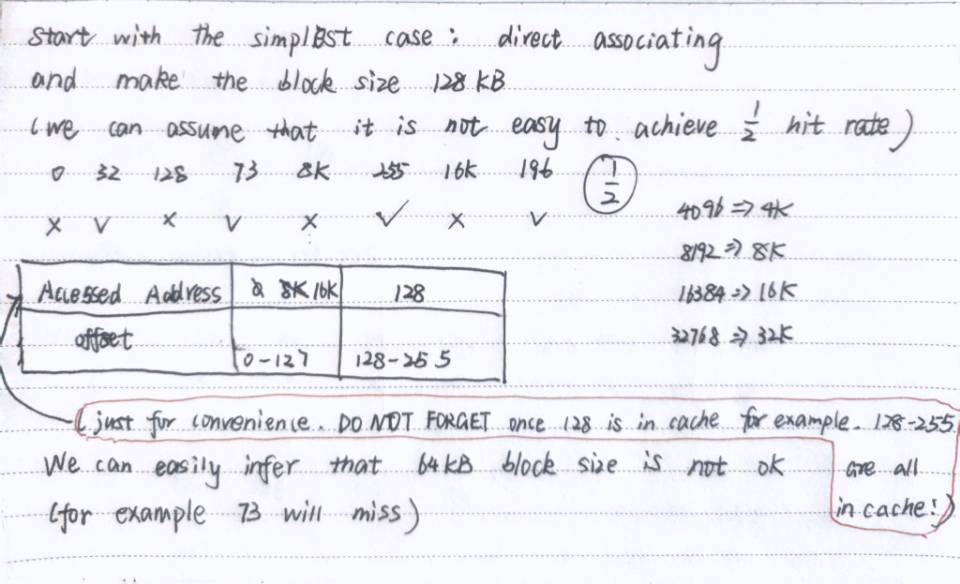 start with the simplest case : direct associating
and make the block size 128 KB
(we can assume that it is not easy to achieve 1/2 hit rate)
0 32 128 73 8K 255 16K 196 1/2
x v x v x ✓ x v
4096 => 4K
8192 => 8K
16384 => 16K
32768 => 32K
Accessed Address 0 8K 16K 128
offset 0-127 128-255
(just for convenience. DO NOT FORGET once 128 is in cache for example. 128-255
are all
in cache!)
We can easily infer that 64KB block size is not ok
(for example 73 will miss)